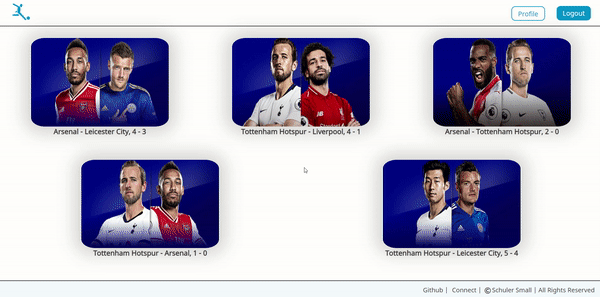 Profile
Logout
Arsenal - Leicester City, 4 - 3
Tottenham Hotspur - Liverpool, 4 - 1
Arsenal - Tottenham Hotspur, 2 - 0
Tottenham Hotspur - Arsenal, 1 - 0
Tottenham Hotspur - Leicester City, 5 - 4
Github | Connect | © Schuler Small | All Rights Reserved